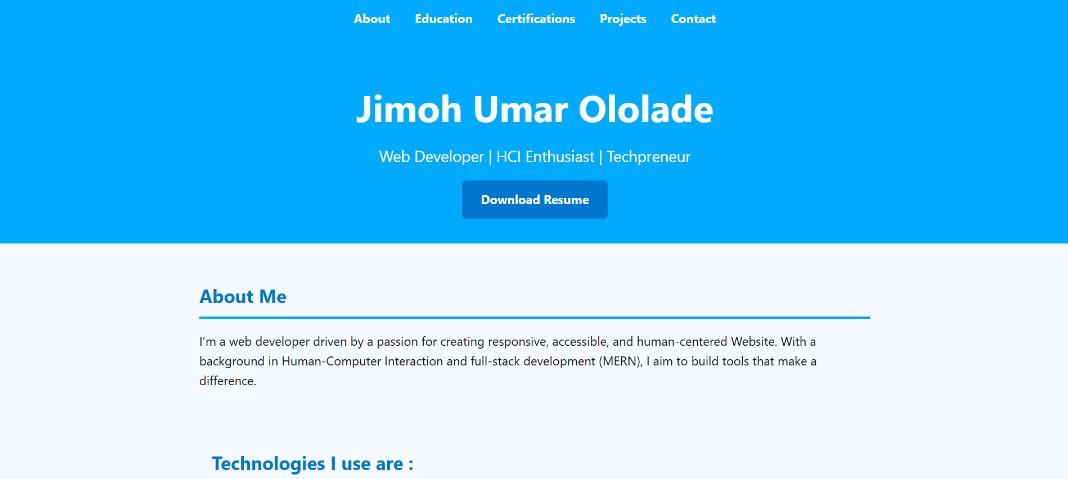 About Education Certifications Projects Contact
Jimoh Umar Ololade
Web Developer | HCI Enthusiast | Techpreneur
Download Resume
About Me
I'm a web developer driven by a passion for creating responsive, accessible, and human-centered Website. With a
background in Human-Computer Interaction and full-stack development (MERN), I aim to build tools that make a
difference.
Technologies I use are :